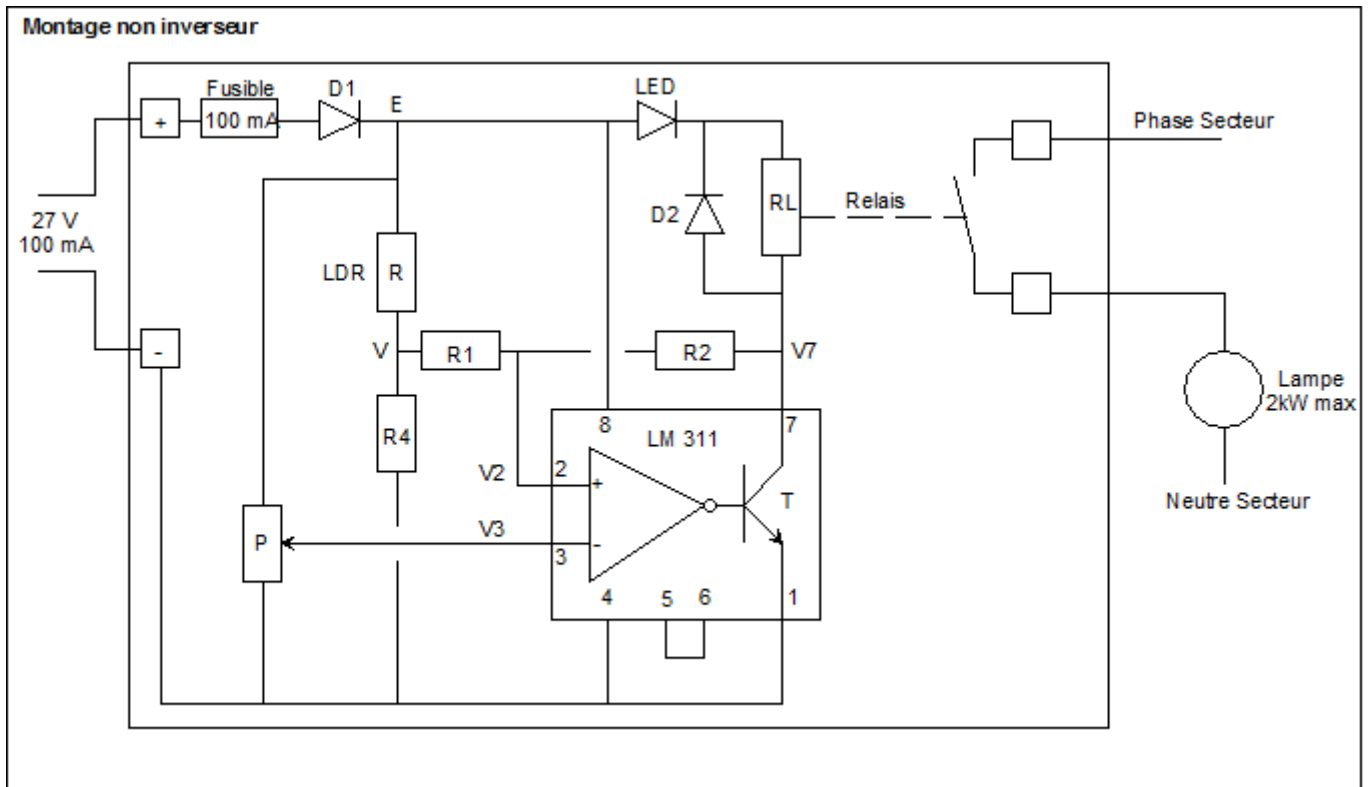 Montage non inverseur
Fusible
100 mA
D1
E
LED
+
Phase Secteur
27 V
100 mA
D2
RL
Relais
LDR
R
-
V
R1
R2
V7
Lampe
2kW max
R4
8
7
LM 311
V2
2
+
T
Neutre Secteur
P
V3
3
-
4
5
6
1